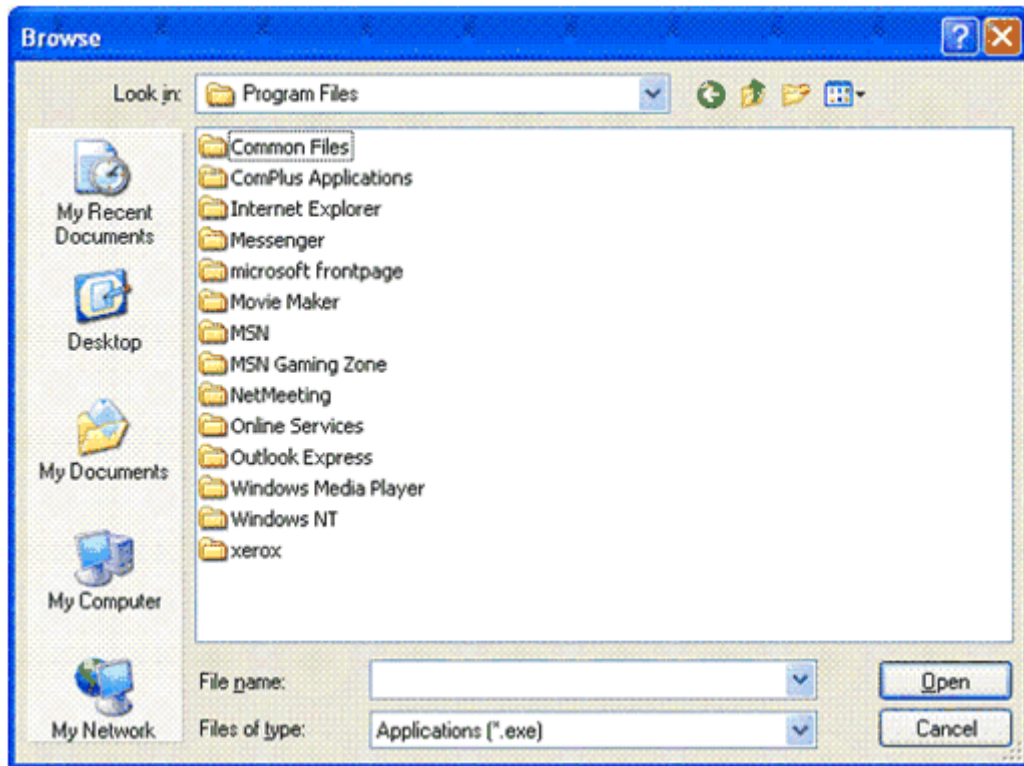 Browse
Look in: Program Files
My Recent
Documents
Desktop
My Documents
My Computer
My Network
Common Files
ComPlus Applications
Internet Explorer
Messenger
microsoft frontpage
Movie Maker
MSN
MSN Gaming Zone
NetMeeting
Online Services
Outlook Express
Windows Media Player
Windows NT
xerox
File name:
Open
Files of type: Applications (*.exe)
Cancel